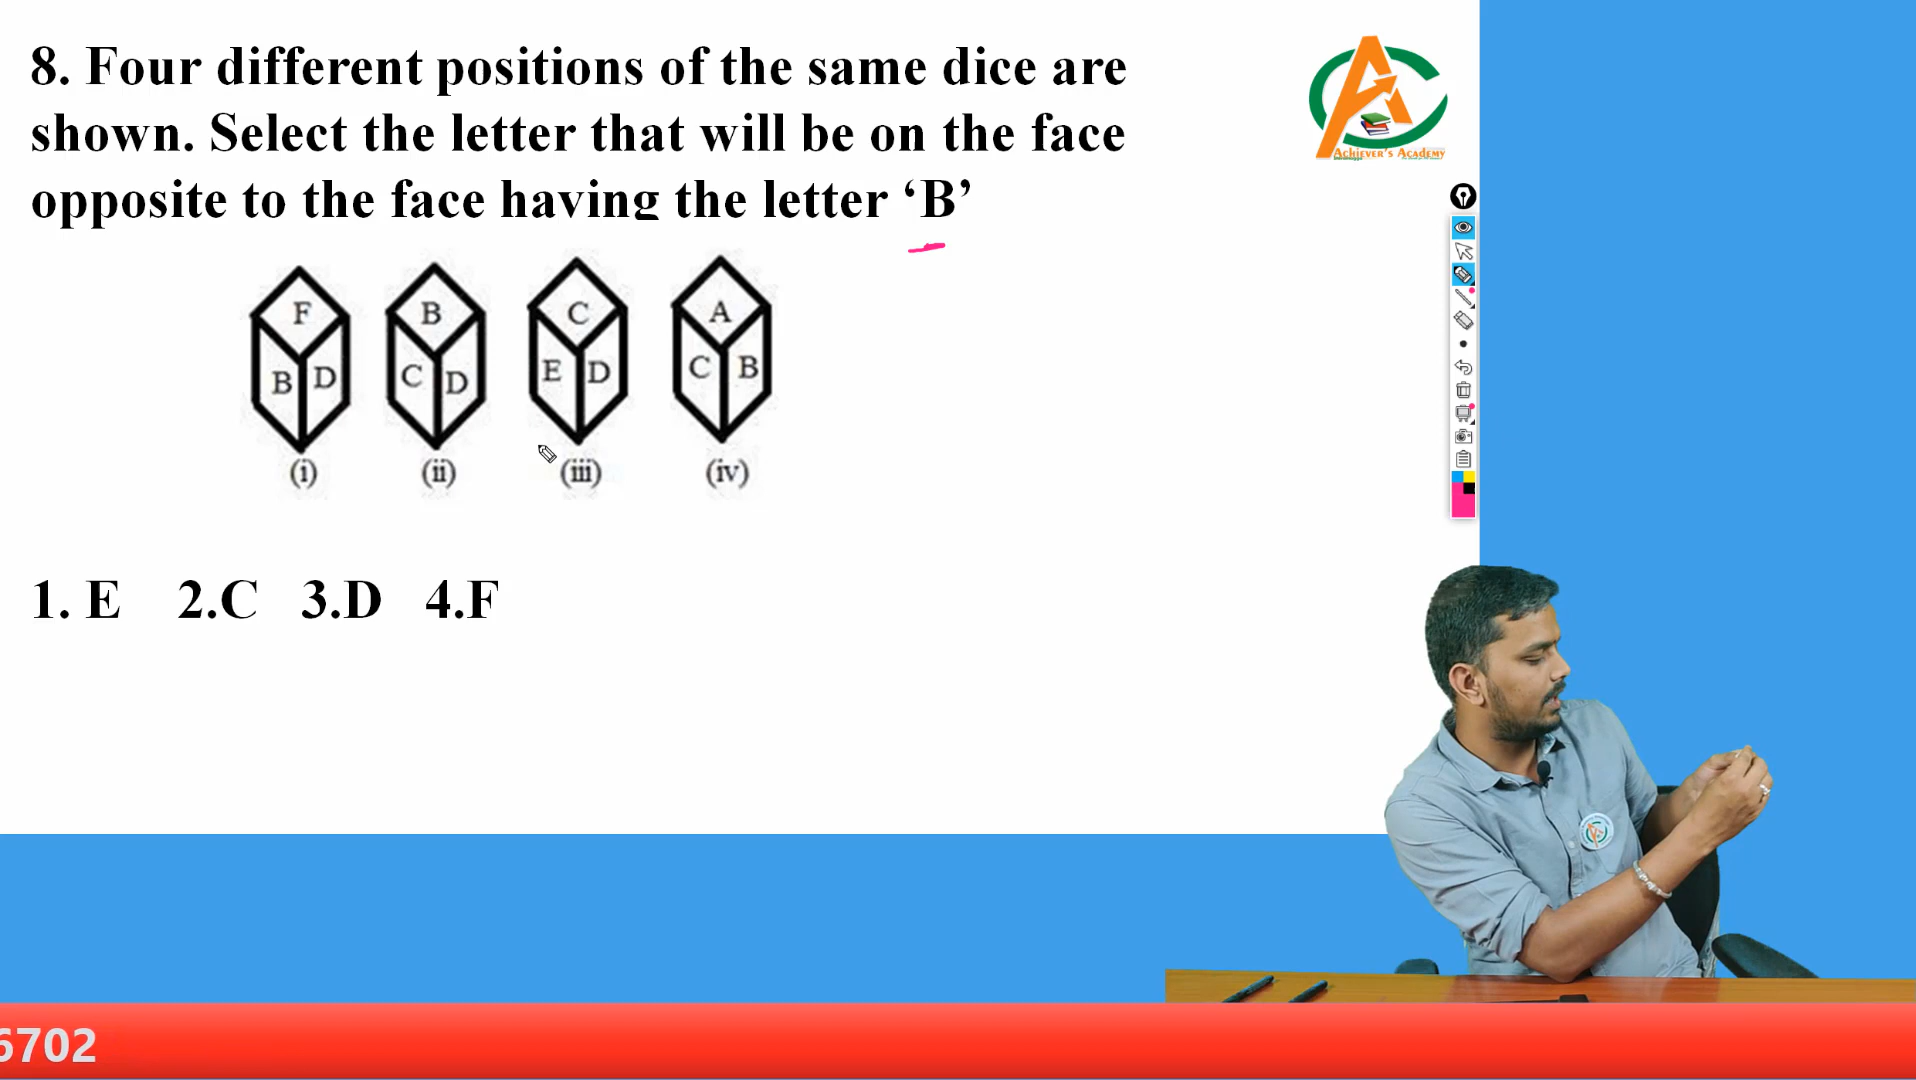 8. Four different positions of the same dice are
shown. Select the letter that will be on the face
opposite to the face having the letter ‘B’
ACHIEVER'S ACADEMY
F
B D
B
C D
C
E D
A
C B
(i) (ii) (iii) (iv)
1. E 2.C 3.D 4.F
6702